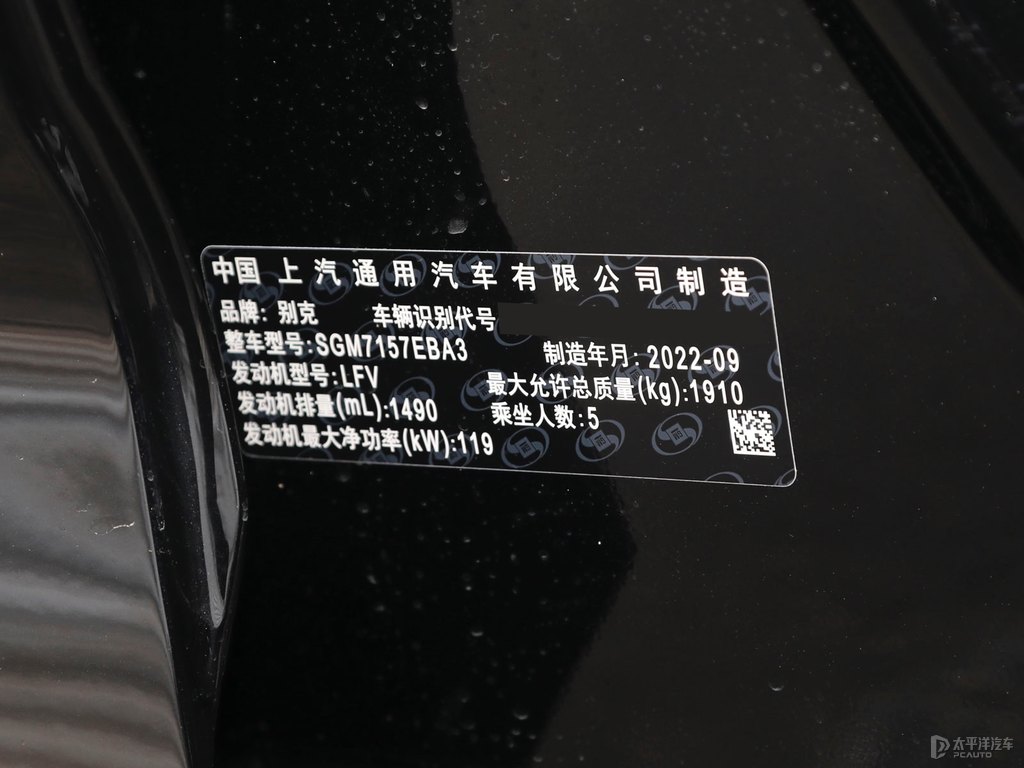 中国 上汽通用汽车有限公司制造
品牌: 别克 车辆识别代号
整车型号:SGM7157EBA3 制造年月: 2022-09
发动机型号:LFV 最大允许总质量(kg):1910
发动机排量(mL):1490 乘坐人数:5
发动机最大净功率(kW):119
太平洋汽车
PCAUTO